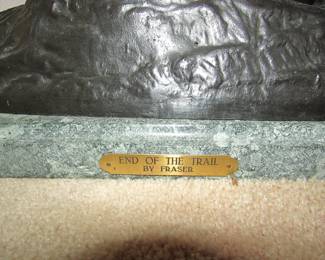 END OF THE TRAIL
BY FRASER